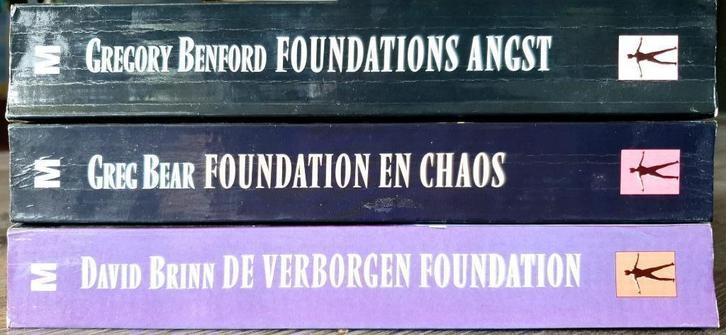 M GREGORY BENFORD FOUNDATIONS ANGST
M GREG BEAR FOUNDATION EN CHAOS
M DAVID BRINN DE VERBORGEN FOUNDATION